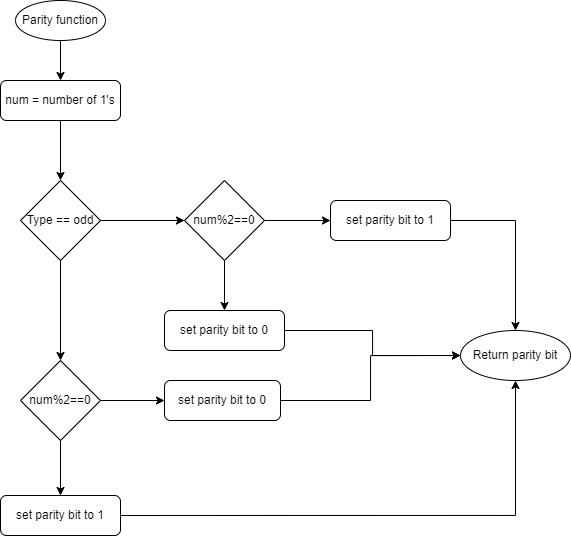 Parity function
num = number of 1's
Type == odd
num%2==0
set parity bit to 1
set parity bit to 0
Return parity bit
num%2==0
set parity bit to 0
set parity bit to 1